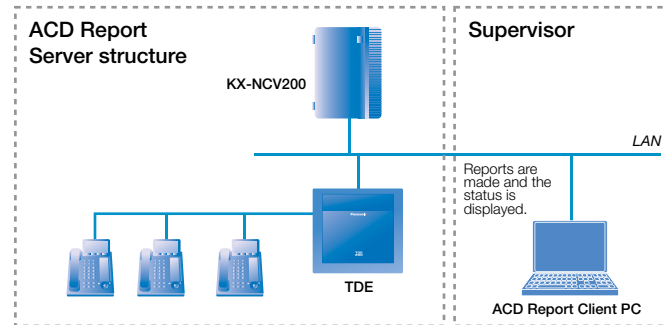 ACD Report
Server structure
KX-NCV200
Supervisor
LAN
Reports are
made and the
status is
displayed.
Panasonic
TDE
ACD Report Client PC